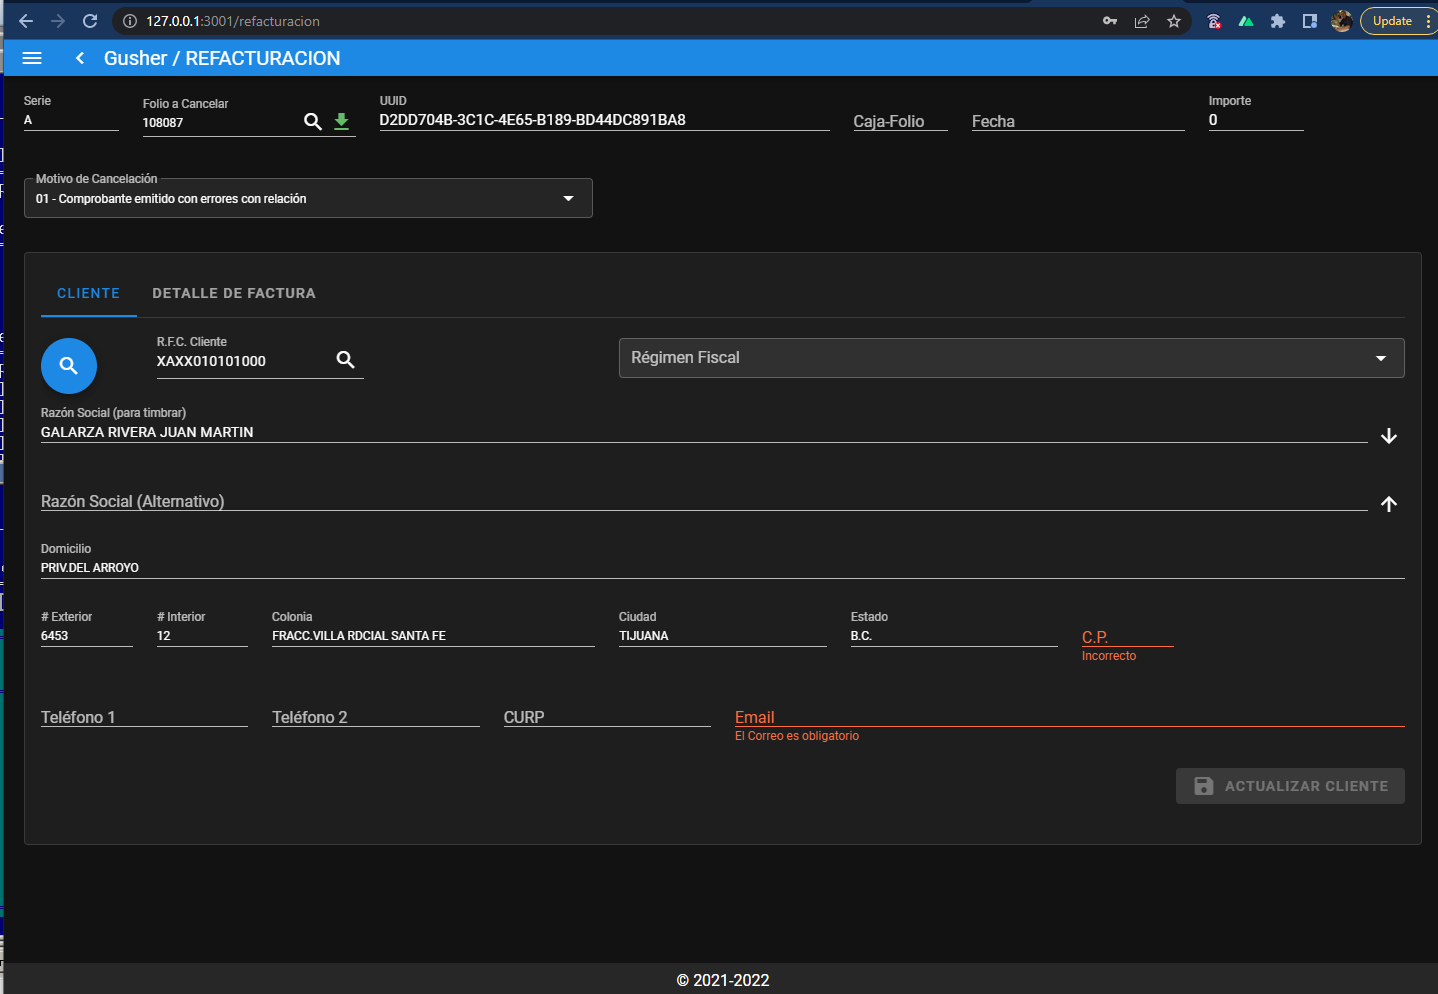 127.0.0.1:3001/refacturacion
Update
Gusher / REFACTURACION
Serie
A
Folio a Cancelar
108087
UUID
D2DD704B-3C1C-4E65-B189-BD44DC891BA8
Caja-Folio
Fecha
Importe
0
Motivo de Cancelación
01 - Comprobante emitido con errores con relación
CLIENTE
DETALLE DE FACTURA
R.F.C. Cliente
XAXX010101000
Régimen Fiscal
Razón Social (para timbrar)
GALARZA RIVERA JUAN MARTIN
Razón Social (Alternativo)
Domicilio
PRIV.DEL ARROYO
# Exterior
6453
# Interior
12
Colonia
FRACC.VILLA RDCIAL SANTA FE
Ciudad
TIJUANA
Estado
B.C.
C.P.
Incorrecto
Teléfono 1
Teléfono 2
CURP
Email
El Correo es obligatorio
ACTUALIZAR CLIENTE
© 2021-2022